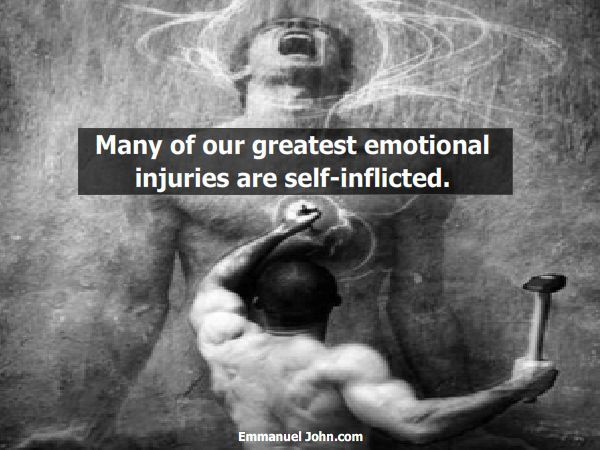 Many of our greatest emotional
injuries are self-inflicted.
Emmanuel John.com